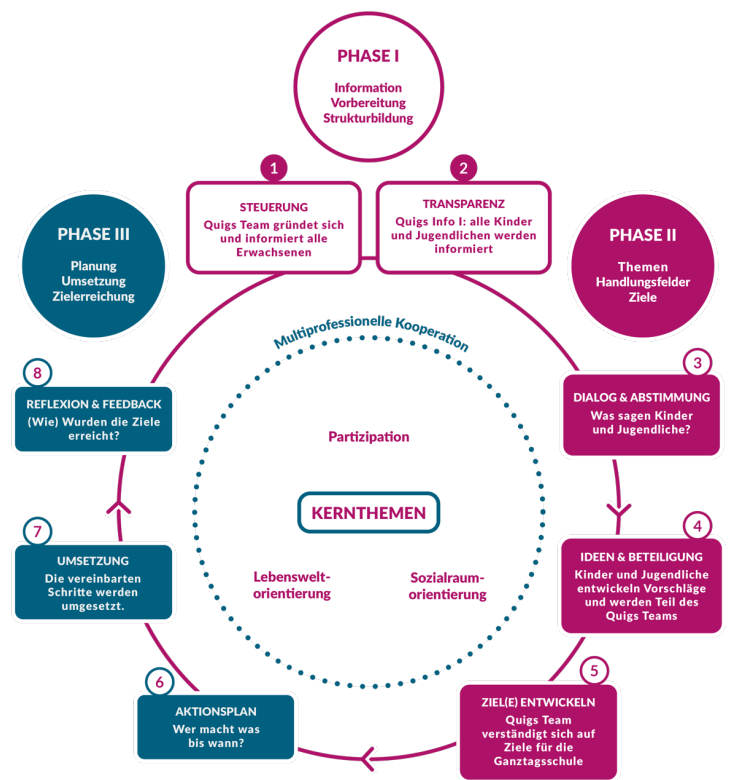 PHASE I
Information
Vorbereitung
Strukturbildung
1
STEUERUNG
Quigs Team gründet sich
und informiert alle
Erwachsenen
2
TRANSPARENZ
Quigs Info I: alle Kinder
und Jugendlichen werden
informiert
PHASE II
Themen
Handlungsfelder
Ziele
3
DIALOG & ABSTIMMUNG
Was sagen Kinder
und Jugendliche?
4
IDEEN & BETEILIGUNG
Kinder und Jugendliche
entwickeln Vorschläge
und werden Teil des
Quigs Teams
5
ZIEL(E) ENTWICKELN
Quigs Team
verständigt sich auf
Ziele für die
Ganztagsschule
PHASE III
Planung
Umsetzung
Zielerreichung
6
AKTIONSPLAN
Wer macht was
bis wann?
7
UMSETZUNG
Die vereinbarten
Schritte werden
umgesetzt.
8
REFLEXION & FEEDBACK
(Wie) Wurden die Ziele
erreicht?
Multiprofessionelle Kooperation
Partizipation
KERNTHEMEN
Lebenswelt-
orientierung
Sozialraum-
orientierung